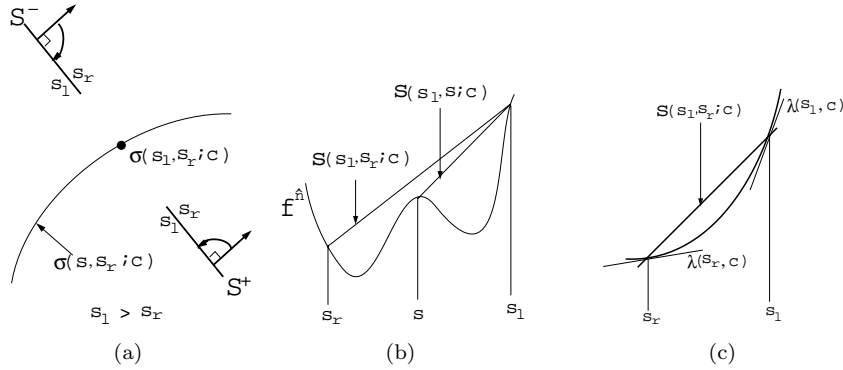 S⁻
s_l s_r
σ(s_l,s_r;c)
σ(s,s_r;c)
s_l s_r
S⁺
s_l > s_r
(a)
S(s_l,s;c)
S(s_l,s_r;c)
f^n̂
s_r
s
s_l
(b)
S(s_l,s_r;c)
λ(s_l,c)
λ(s_r,c)
s_r
s_l
(c)